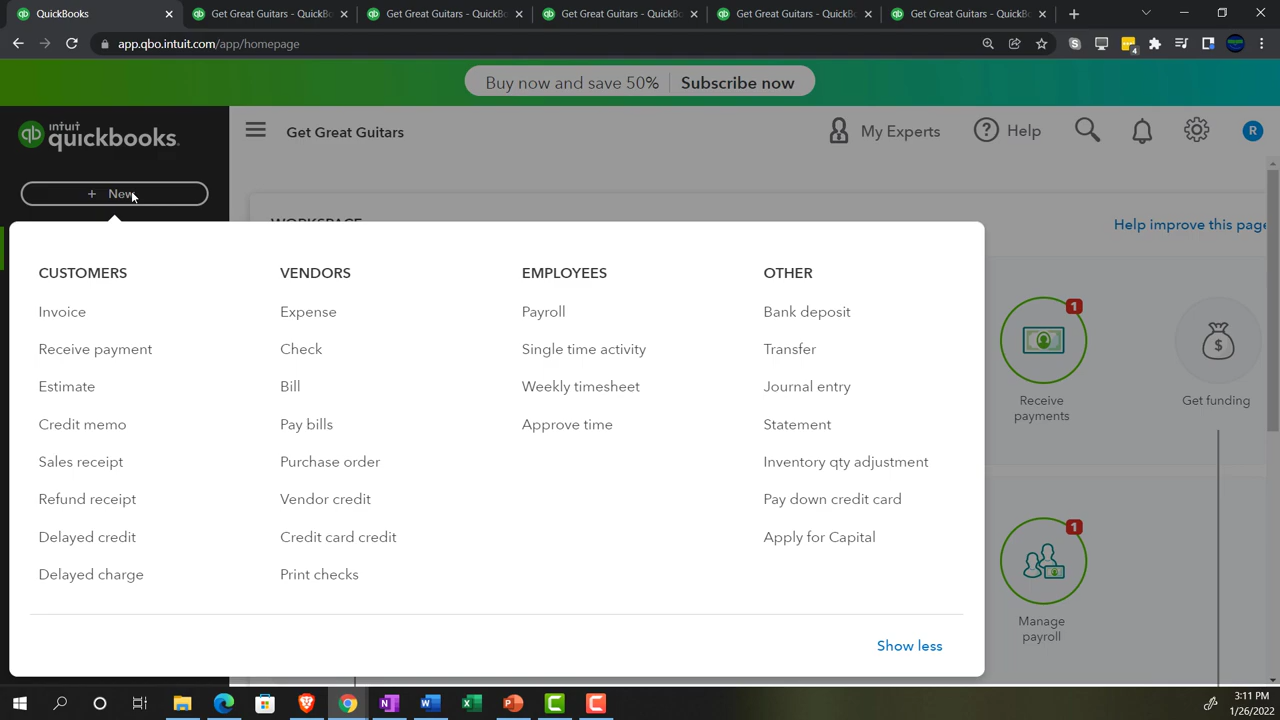 QuickBooks
Get Great Guitars - QuickBo
Get Great Guitars - QuickBo
Get Great Guitars - QuickBo
Get Great Guitars - QuickBo
Get Great Guitars - QuickBo
app.qbo.intuit.com/app/homepage
4
Buy now and save 50% Subscribe now
qb intuit quickbooks.
Get Great Guitars
My Experts
Help
R
+ New
WORKSPACE
Help improve this page
CUSTOMERS
Invoice
Receive payment
Estimate
Credit memo
Sales receipt
Refund receipt
Delayed credit
Delayed charge
VENDORS
Expense
Check
Bill
Pay bills
Purchase order
Vendor credit
Credit card credit
Print checks
EMPLOYEES
Payroll
Single time activity
Weekly timesheet
Approve time
OTHER
Bank deposit
Transfer
Journal entry
Statement
Inventory qty adjustment
Pay down credit card
Apply for Capital
Show less
1
Receive
payments
$
Get funding
1
Manage
payroll
3:11 PM
1/26/2022